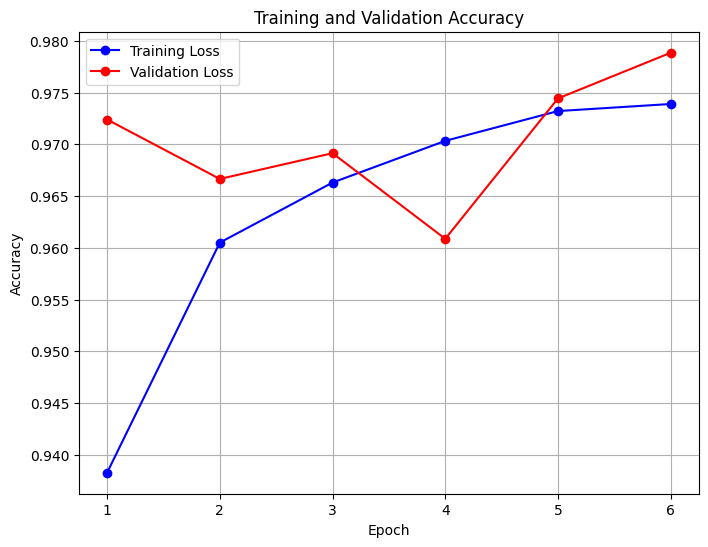 Training and Validation Accuracy
Training Loss
Validation Loss
0.980
0.975
0.970
0.965
0.960
0.955
0.950
0.945
0.940
Accuracy
1 2 3 4 5 6
Epoch